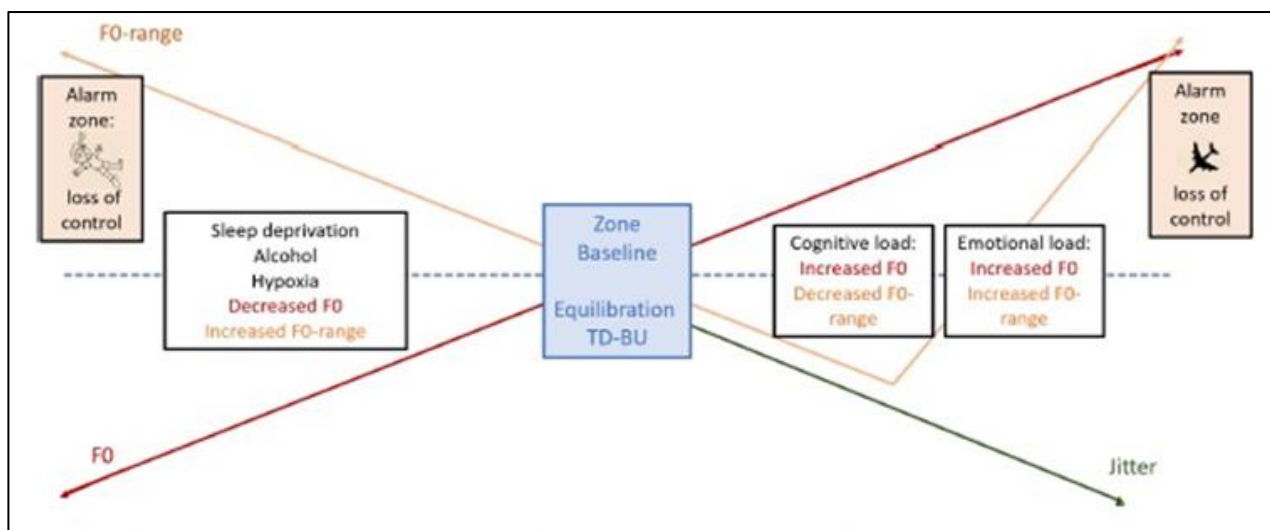 F0-range
Alarm
zone:
loss of
control
Sleep deprivation
Alcohol
Hypoxia
Decreased F0
Increased F0-range
F0
Zone
Baseline
Equilibration
TD-BU
Cognitive load:
Increased F0
Decreased F0-
range
Emotional load:
Increased F0
Increased F0-
range
Alarm
zone
loss of
control
Jitter